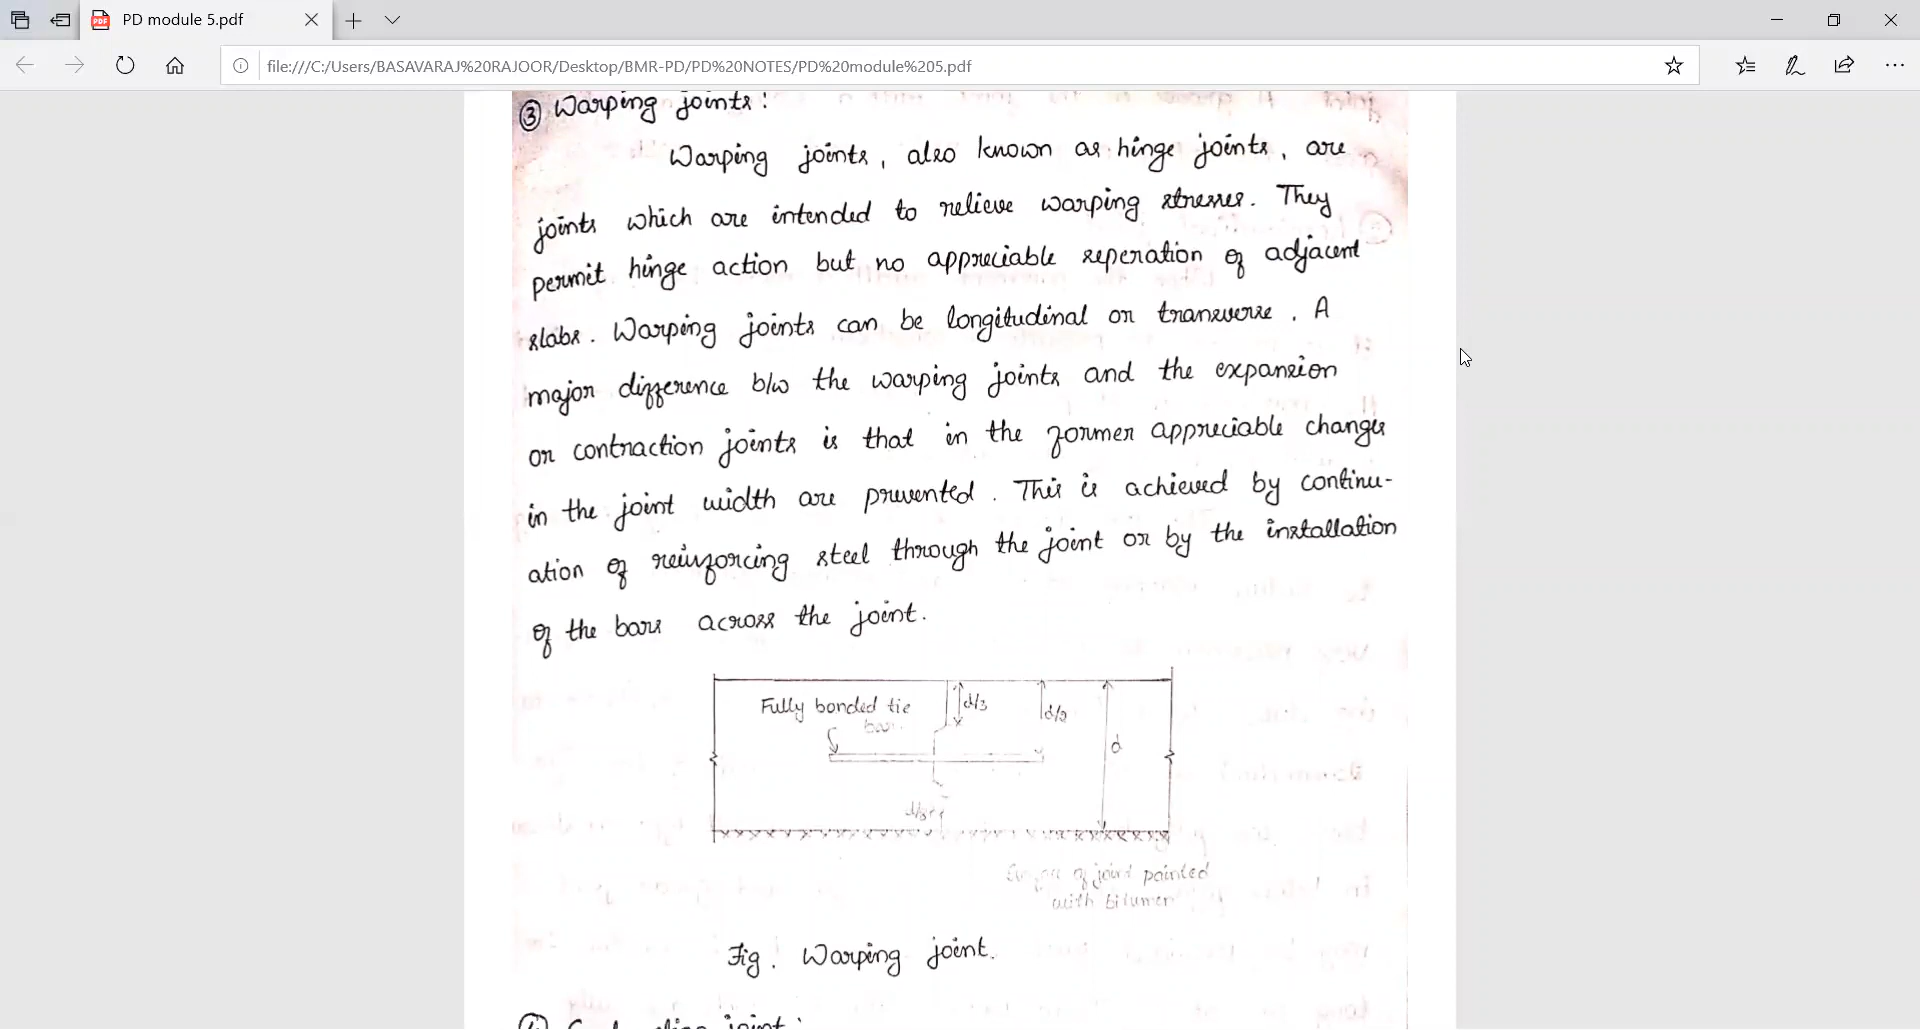 PD module 5.pdf
file:///C:/Users/BASAVARAJ%20RAJOOR/Desktop/BMR-PD/PD%20NOTES/PD%20module%205.pdf
③ Warping joints :
Warping joints, also known as hinge joints, are
joints which are intended to relieve warping stresses. They
permit hinge action but no appreciable seperation of adjacent
slabs. Warping joints can be longitudinal or transverse. A
major difference b/w the warping joints and the expansion
or contraction joints is that in the former appreciable changes
in the joint width are prevented. This is achieved by continu-
ation of reinforcing steel through the joint or by the installation
of the bars across the joint.
Fully bonded tie
bar.
d/3
d/2
d
d/3
of joint painted
with bitumen
Fig. Warping joint.
joint :